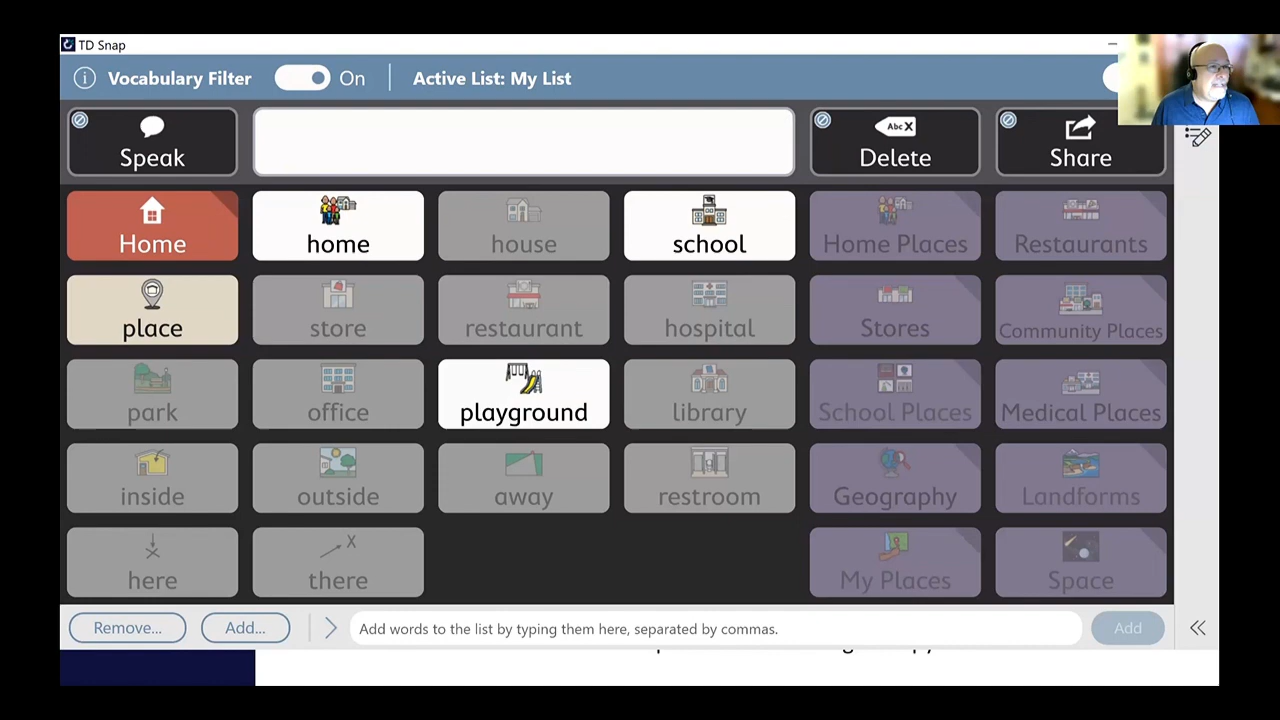 TD Snap
Vocabulary Filter On Active List: My List
Speak Abc X Delete Share
Home home house school Home Places Restaurants
place store restaurant hospital Stores Community Places
park office playground library School Places Medical Places
inside outside away restroom Geography Landforms
here X there My Places Space
Remove... Add... Add words to the list by typing them here, separated by commas. Add